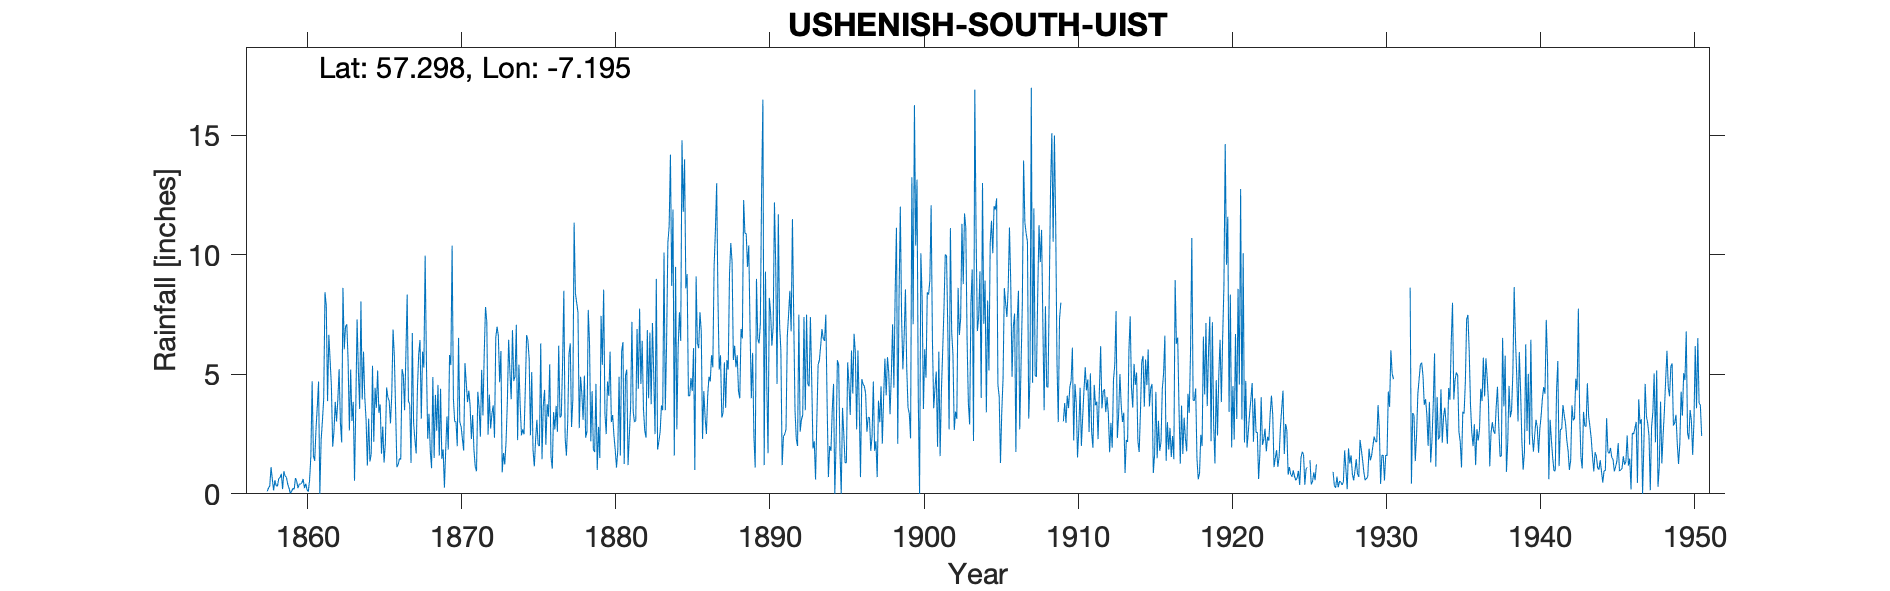 USHENISH-SOUTH-UIST
Lat: 57.298, Lon: -7.195
15
10
5
0
Rainfall [inches]
1860 1870 1880 1890 1900 1910 1920 1930 1940 1950
Year